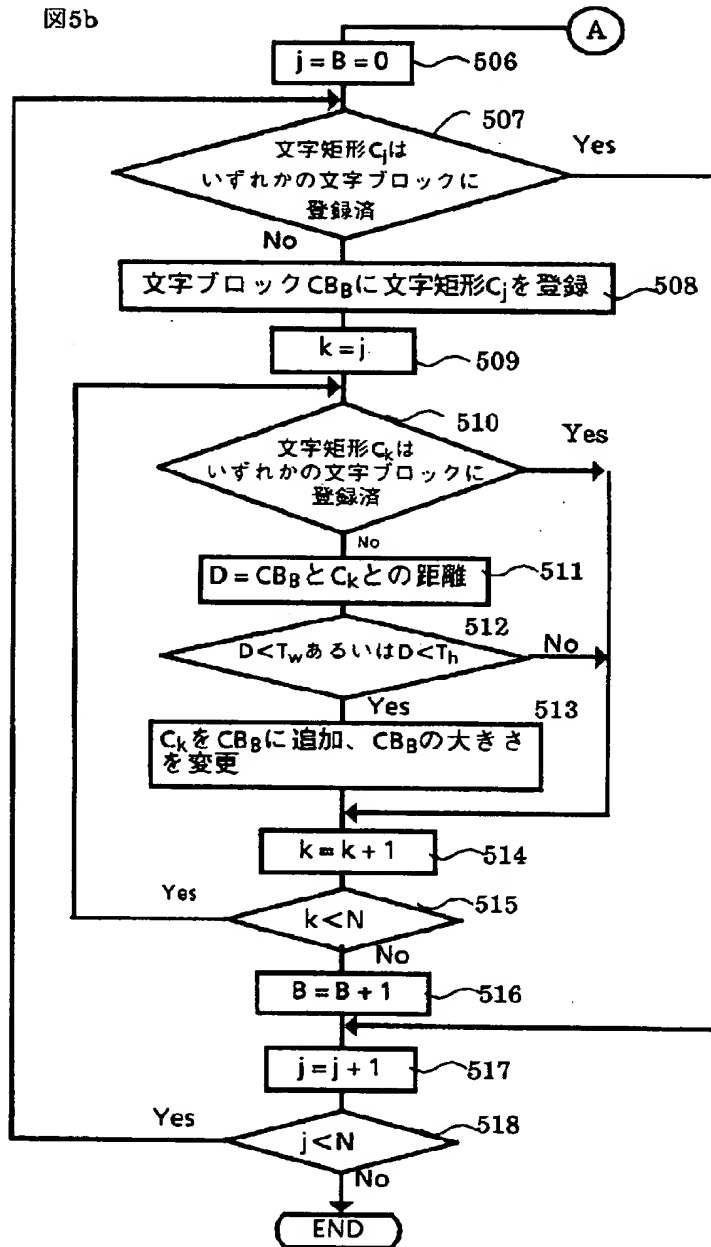 図5b
A
j=B=0
506
507
文字矩形Cjは
いずれかの文字ブロックに
登録済
Yes
No
文字ブロックCBBに文字矩形Cjを登録
508
k=j
509
510
文字矩形Ckは
いずれかの文字ブロックに
登録済
Yes
No
D=CBBとCkとの距離
511
512
D<TwあるいはD<Th
No
Yes
513
CkをCBBに追加、CBBの大きさ
を変更
k=k+1
514
Yes
515
k<N
No
B=B+1
516
j=j+1
517
Yes
518
j<N
No
END